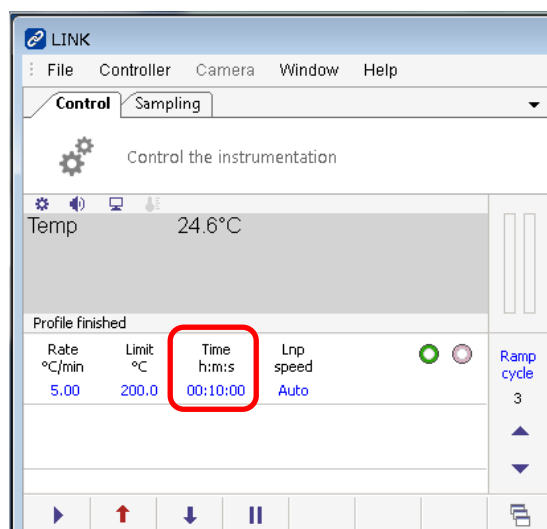 LINK
File Controller Camera Window Help
Control Sampling
Control the instrumentation
Temp 24.6°C
Profile finished
Rate Limit Time Lnp
°C/min °C h:m:s speed
5.00 200.0 00:10:00 Auto
Ramp
cycle
3